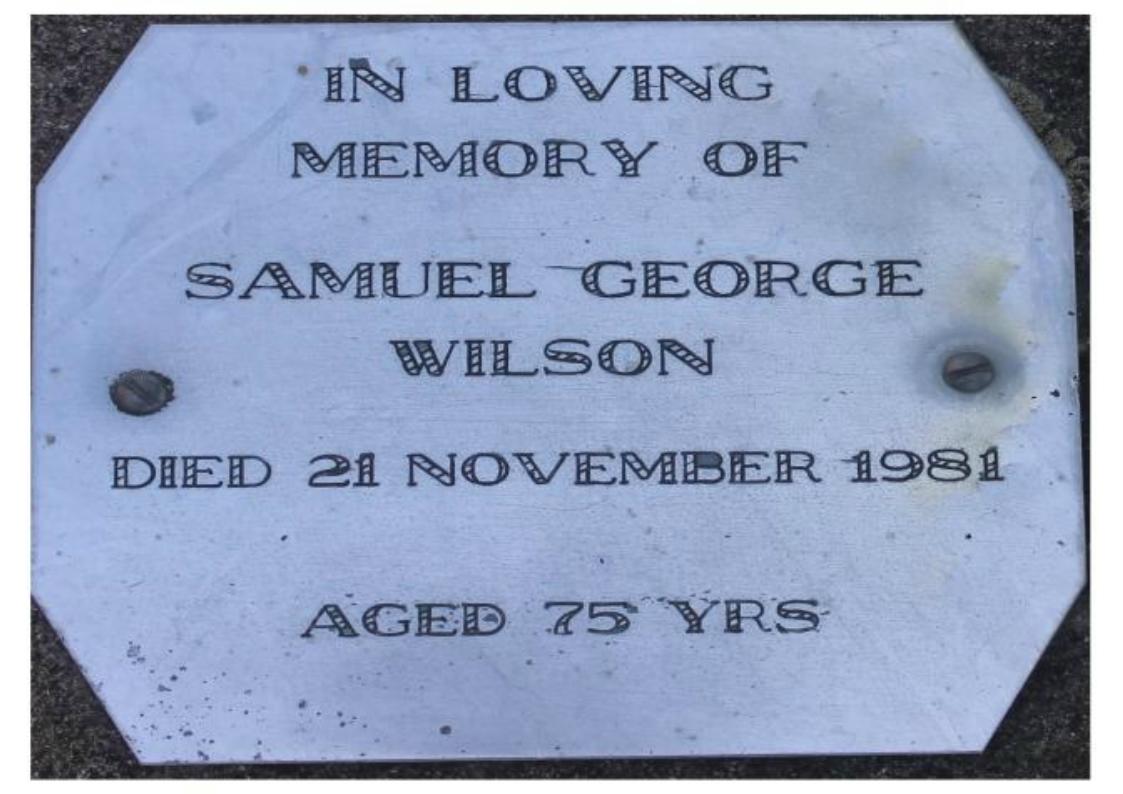 IN LOVING
MEMORY OF
SAMUEL GEORGE
WILSON
DIED 21 NOVEMBER 1981
AGED 75 YRS